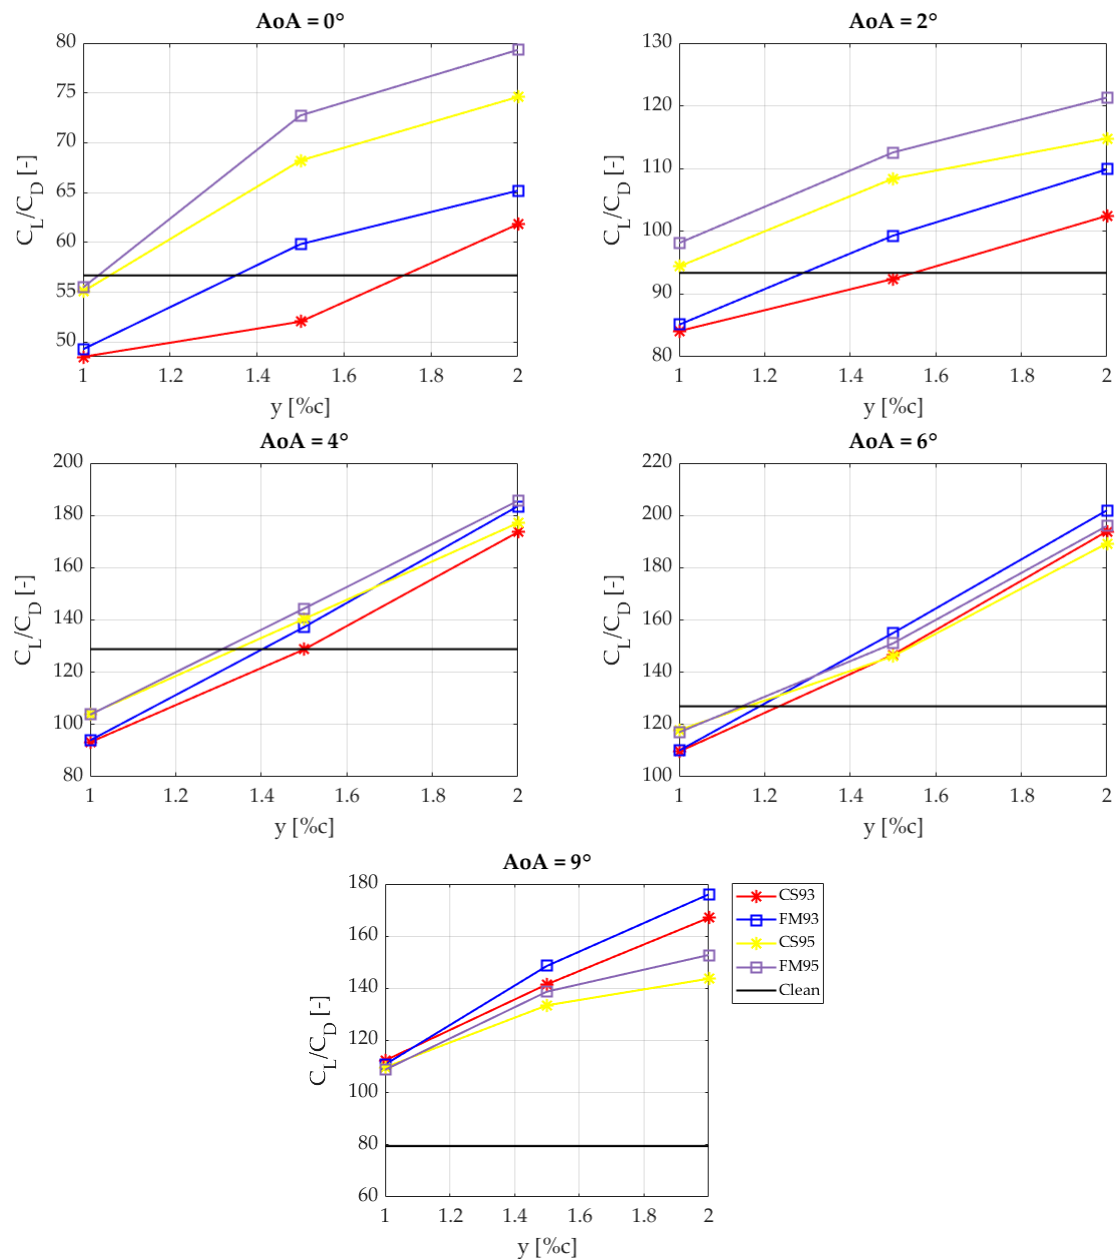 AoA = 0°
80
75
70
65
60
55
50
C_L/C_D [-]
1 1.2 1.4 1.6 1.8 2
y [%c]
AoA = 2°
130
120
110
100
90
80
C_L/C_D [-]
1 1.2 1.4 1.6 1.8 2
y [%c]
AoA = 4°
200
180
160
140
120
100
80
C_L/C_D [-]
1 1.2 1.4 1.6 1.8 2
y [%c]
AoA = 6°
220
200
180
160
140
120
100
C_L/C_D [-]
1 1.2 1.4 1.6 1.8 2
y [%c]
AoA = 9°
180
160
140
120
100
80
60
C_L/C_D [-]
1 1.2 1.4 1.6 1.8 2
y [%c]
CS93
FM93
CS95
FM95
Clean